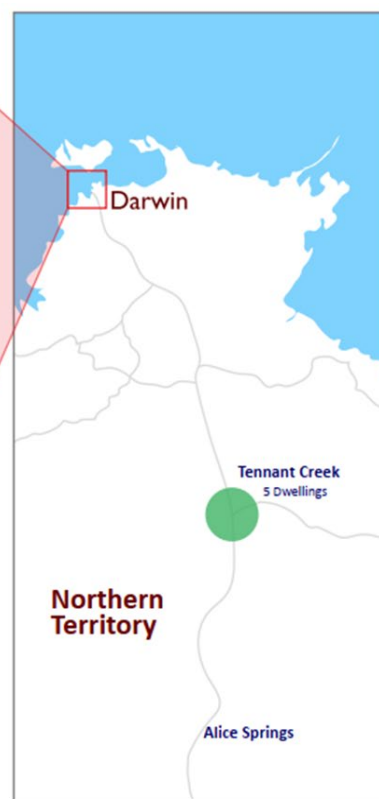 Darwin
Tennant Creek
5 Dwellings
Northern
Territory
Alice Springs